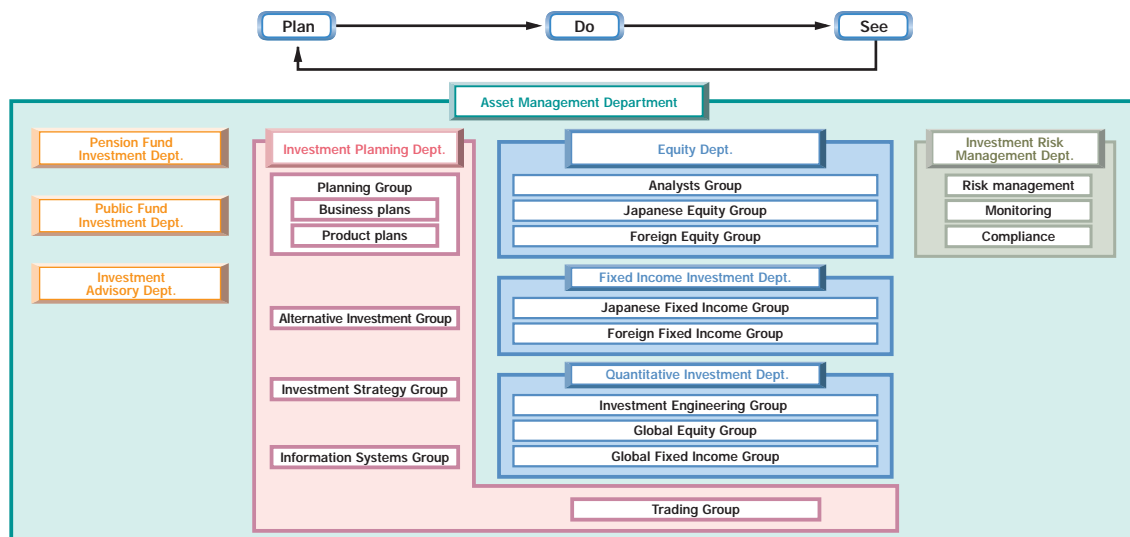 Plan
Do
See
Asset Management Department
Pension Fund
Investment Dept.
Public Fund
Investment Dept.
Investment
Advisory Dept.
Investment Planning Dept.
Planning Group
Business plans
Product plans
Alternative Investment Group
Investment Strategy Group
Information Systems Group
Equity Dept.
Analysts Group
Japanese Equity Group
Foreign Equity Group
Fixed Income Investment Dept.
Japanese Fixed Income Group
Foreign Fixed Income Group
Quantitative Investment Dept.
Investment Engineering Group
Global Equity Group
Global Fixed Income Group
Trading Group
Investment Risk
Management Dept.
Risk management
Monitoring
Compliance